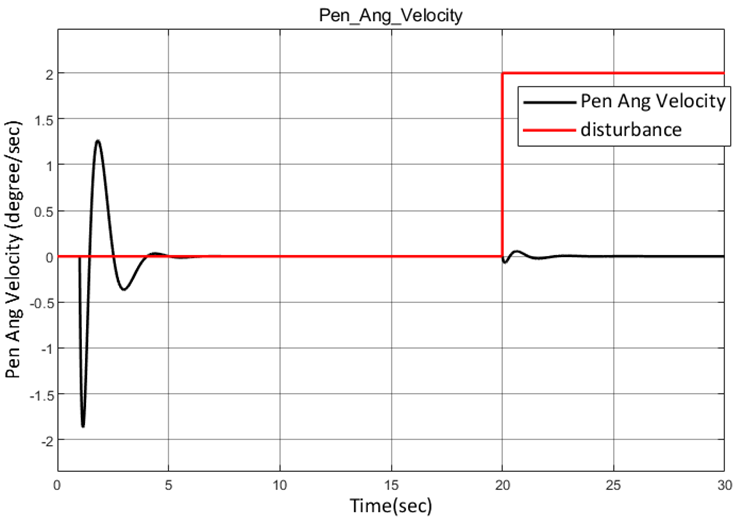 Pen_Ang_Velocity
Pen Ang Velocity (degree/sec)
2
1.5
1
0.5
0
-0.5
-1
-1.5
-2
Pen Ang Velocity
disturbance
0 5 10 15 20 25 30
Time(sec)